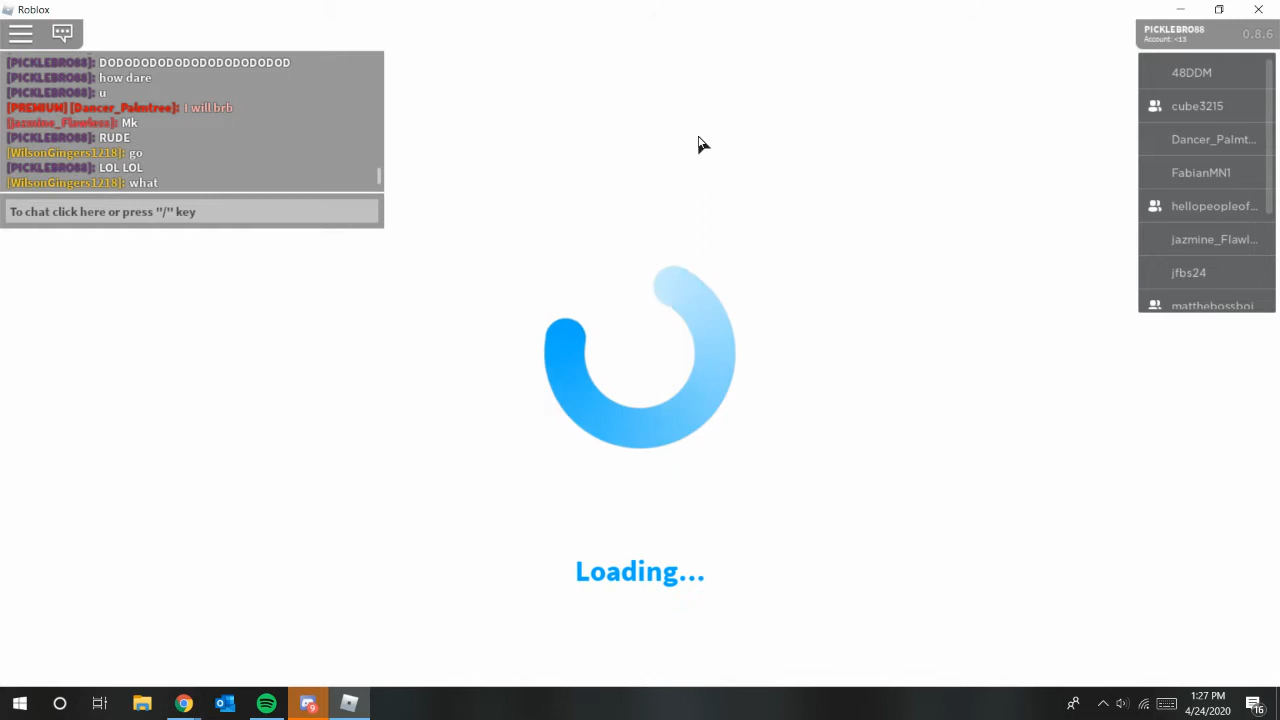 Roblox
[PICKLEBRO88]: DODODODODODODODODODODOD
[PICKLEBRO88]: how dare
[PICKLEBRO88]: u
[PREMIUM] [Dancer_Palmtree]: I will brb
[jazmine_Flawless]: Mk
[PICKLEBRO88]: RUDE
[WilsonGingers1218]: go
[PICKLEBRO88]: LOL LOL
[WilsonGingers1218]: what
To chat click here or press "/" key
PICKLEBRO88
Account: <13
0.8.6
48DDM
cube3215
Dancer_Palmt...
FabianMN1
hellopeopleof...
jazmine_Flawl...
jfbs24
matthebossboi
Loading...
1:27 PM
4/24/2020
16